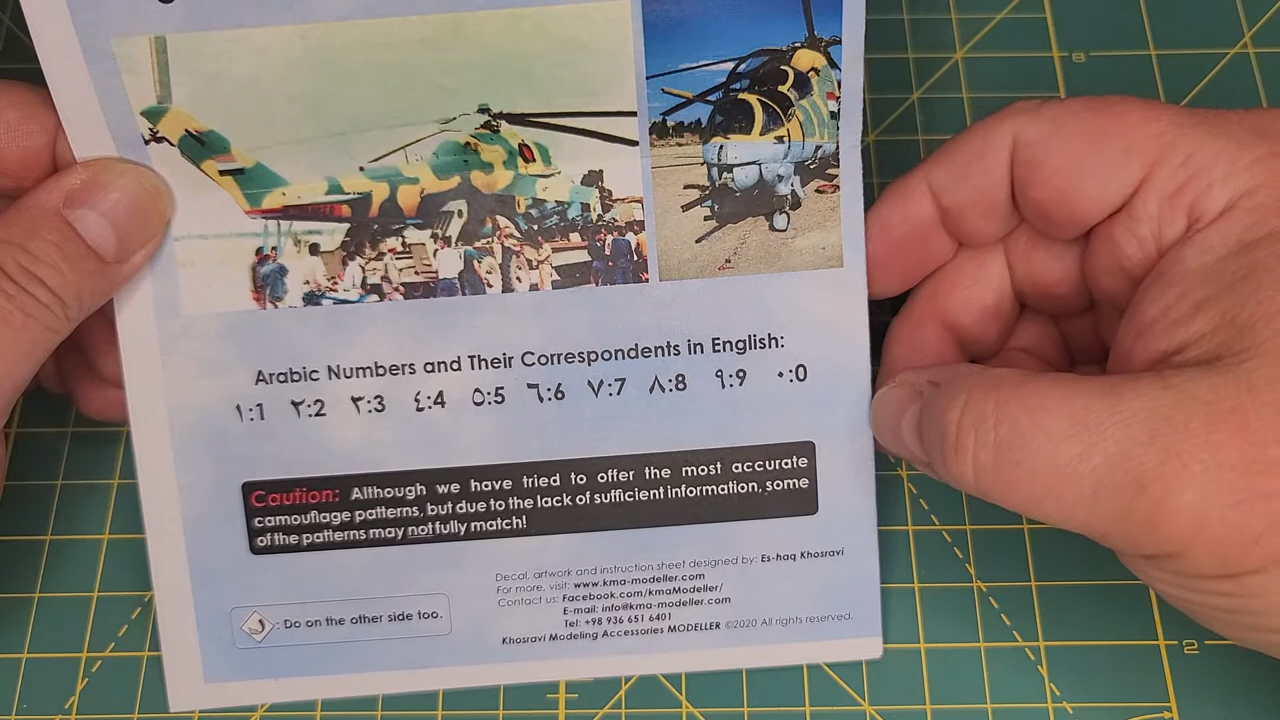 Arabic Numbers and Their Correspondents in English:
١:1 ٢:2 ٣:3 ٤:4 ٥:5 ٦:6 ٧:7 ٨:8 ٩:9 ٠:0
Caution: Although we have tried to offer the most accurate
camouflage patterns, but due to the lack of sufficient information, some
of the patterns may not fully match!
: Do on the other side too.
Decal, artwork and instruction sheet designed by: Es-haq Khosravi
For more, visit: www.kma-modeller.com
Contact us: Facebook.com/kmaModeller/
E-mail: info@kma-modeller.com
Tel: +98 936 651 6401
Khosravi Modeling Accessories MODELLER ©2020 All rights reserved.
8
2